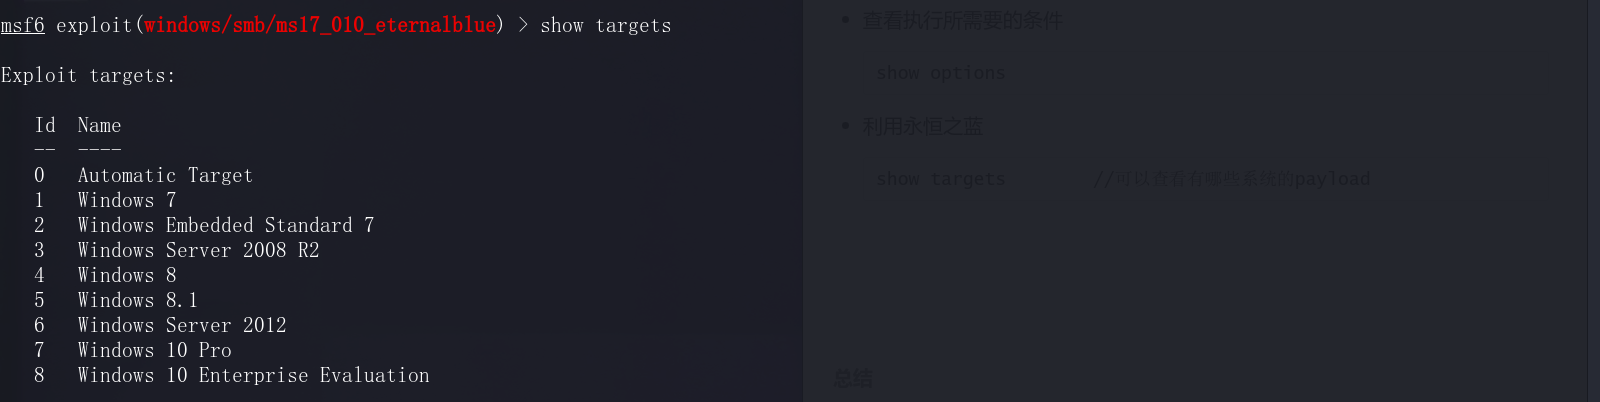 msf6 exploit(windows/smb/ms17_010_eternalblue) > show targets
Exploit targets:
Id  Name
--  ----
0   Automatic Target
1   Windows 7
2   Windows Embedded Standard 7
3   Windows Server 2008 R2
4   Windows 8
5   Windows 8.1
6   Windows Server 2012
7   Windows 10 Pro
8   Windows 10 Enterprise Evaluation
• 查看执行所需要的条件
show options
• 利用永恒之蓝
show targets        //可以查看有哪些系统的payload
总结